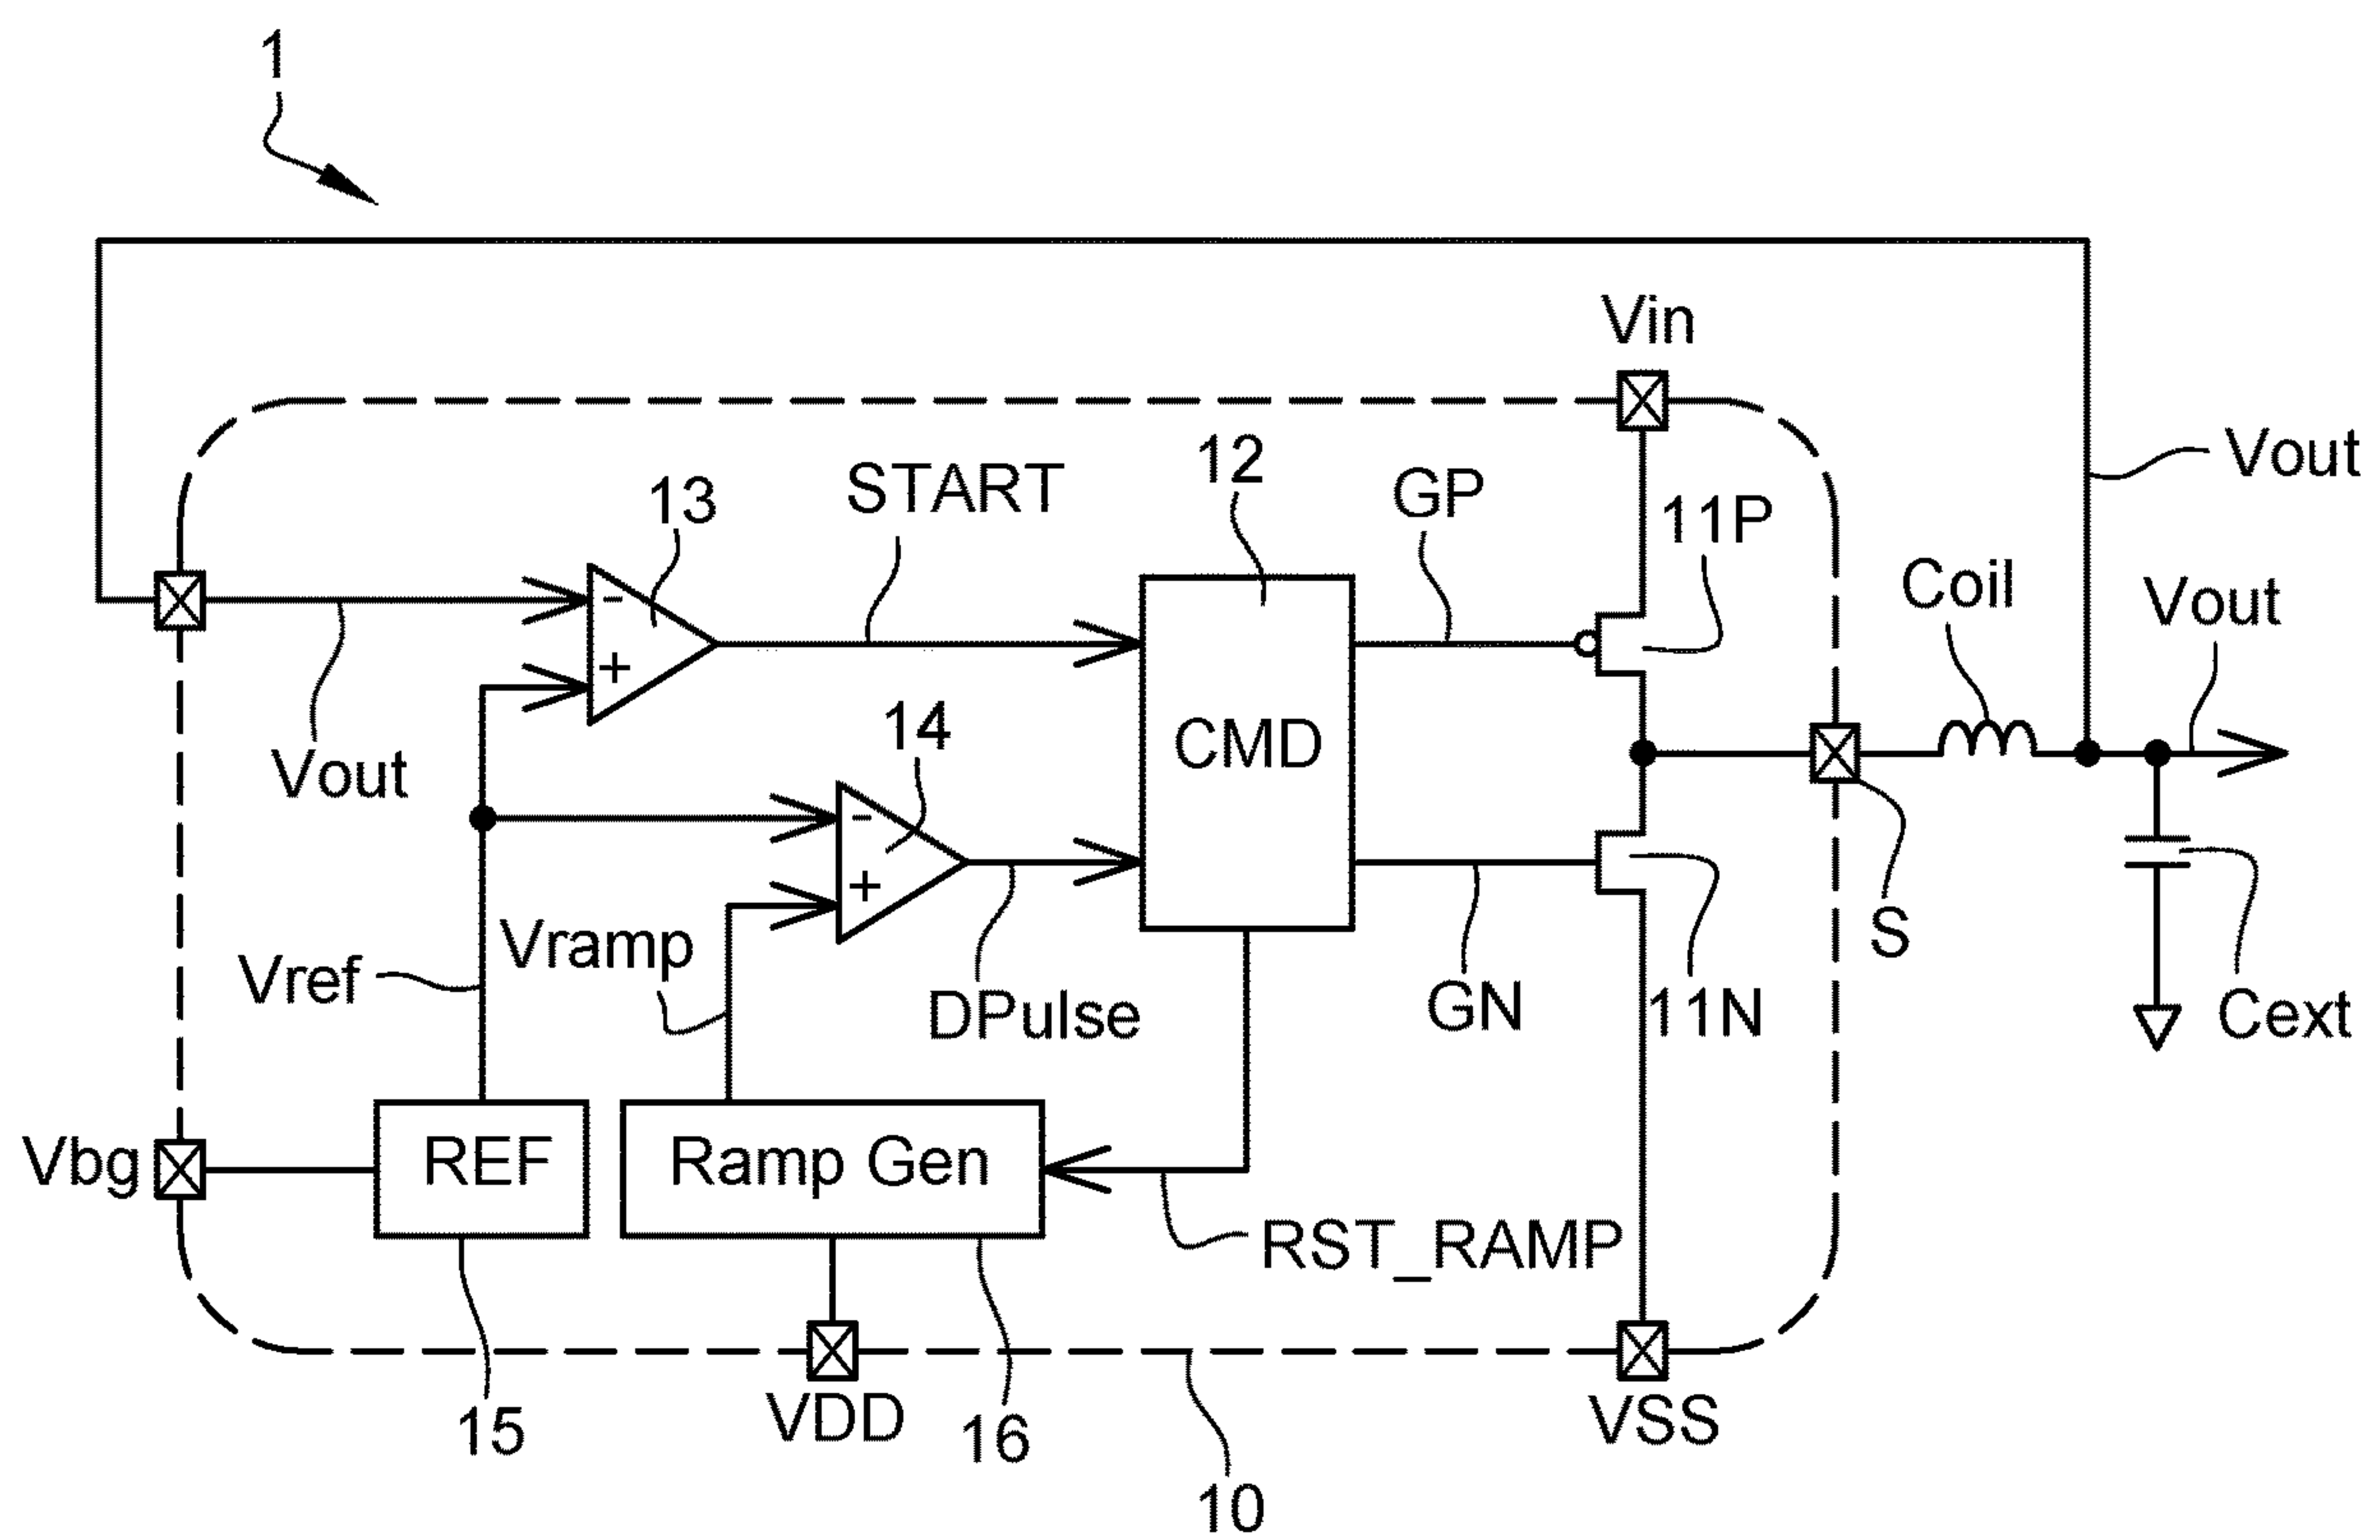 1
Vin
Vout
13
START
12
GP
11P
Coil
Vout
-
+
Vout
14
CMD
-
+
S
Vref
Vramp
DPulse
GN
11N
Cext
Vbg
REF
Ramp Gen
RST_RAMP
15
VDD
16
VSS
10